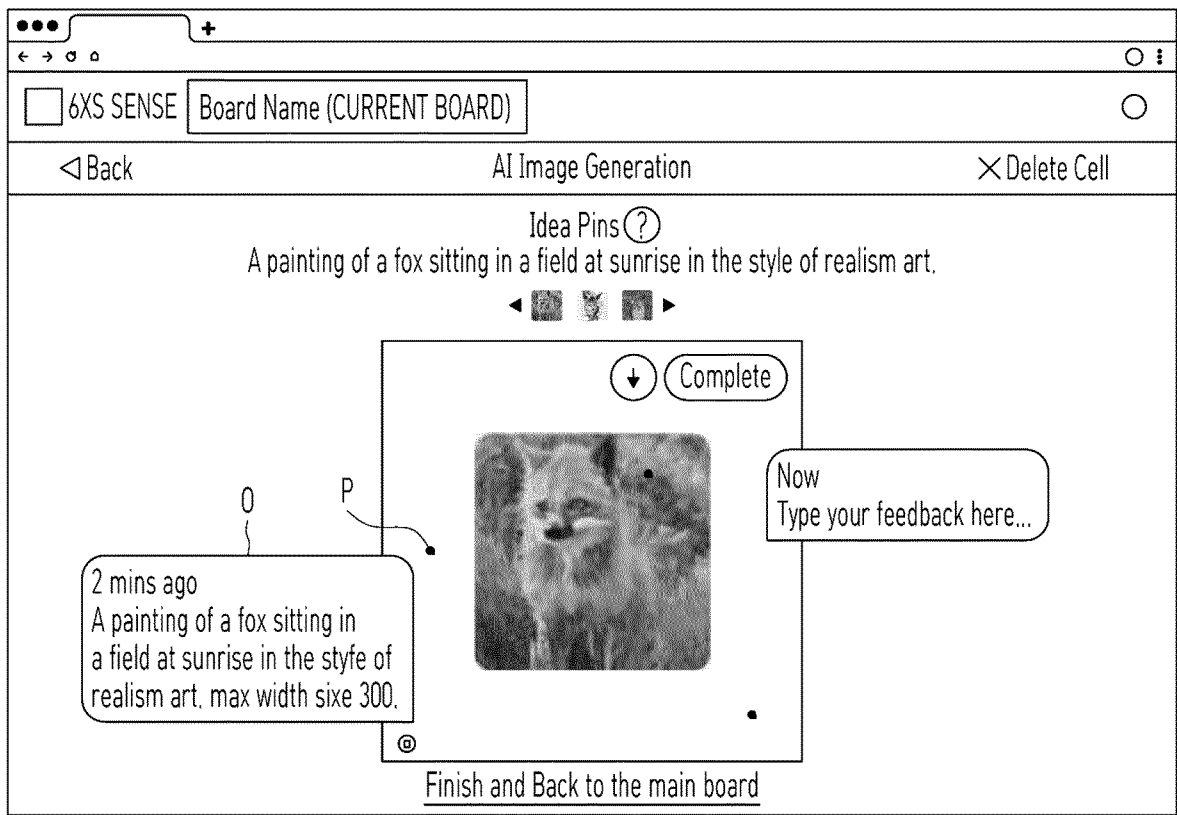 6XS SENSE
Board Name (CURRENT BOARD)
Back
AI Image Generation
Delete Cell
Idea Pins ?
A painting of a fox sitting in a field at sunrise in the style of realism art.
Complete
O
P
Now
Type your feedback here...
2 mins ago
A painting of a fox sitting in
a field at sunrise in the styfe of
realism art. max width sixe 300.
Finish and Back to the main board